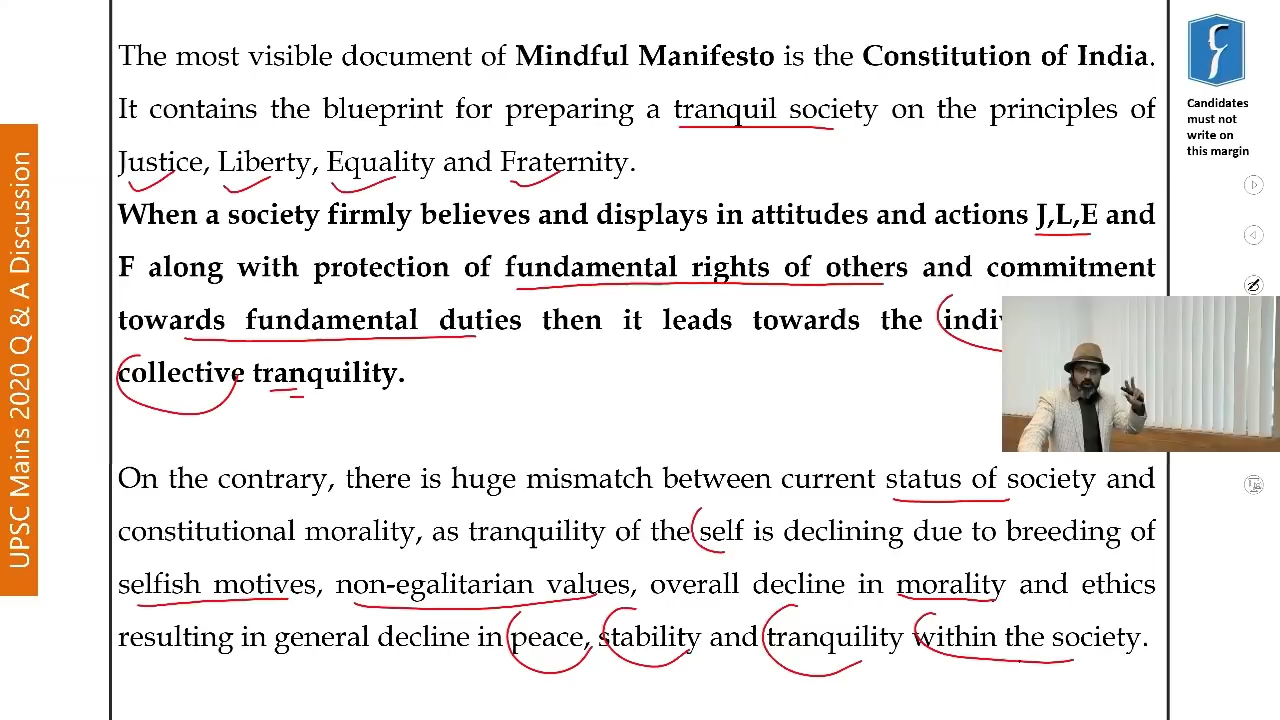 The most visible document of Mindful Manifesto is the Constitution of India.
It contains the blueprint for preparing a tranquil society on the principles of
Justice, Liberty, Equality and Fraternity.
When a society firmly believes and displays in attitudes and actions J,L,E and
F along with protection of fundamental rights of others and commitment
towards fundamental duties then it leads towards the
collective tranquility.
On the contrary, there is huge mismatch between current status of society and
constitutional morality, as tranquility of the self is declining due to breeding of
selfish motives, non-egalitarian values, overall decline in morality and ethics
resulting in general decline in peace, stability and tranquility within the society.
Candidates
must not
write on
this margin
UPSC Mains 2020 Q & A Discussion